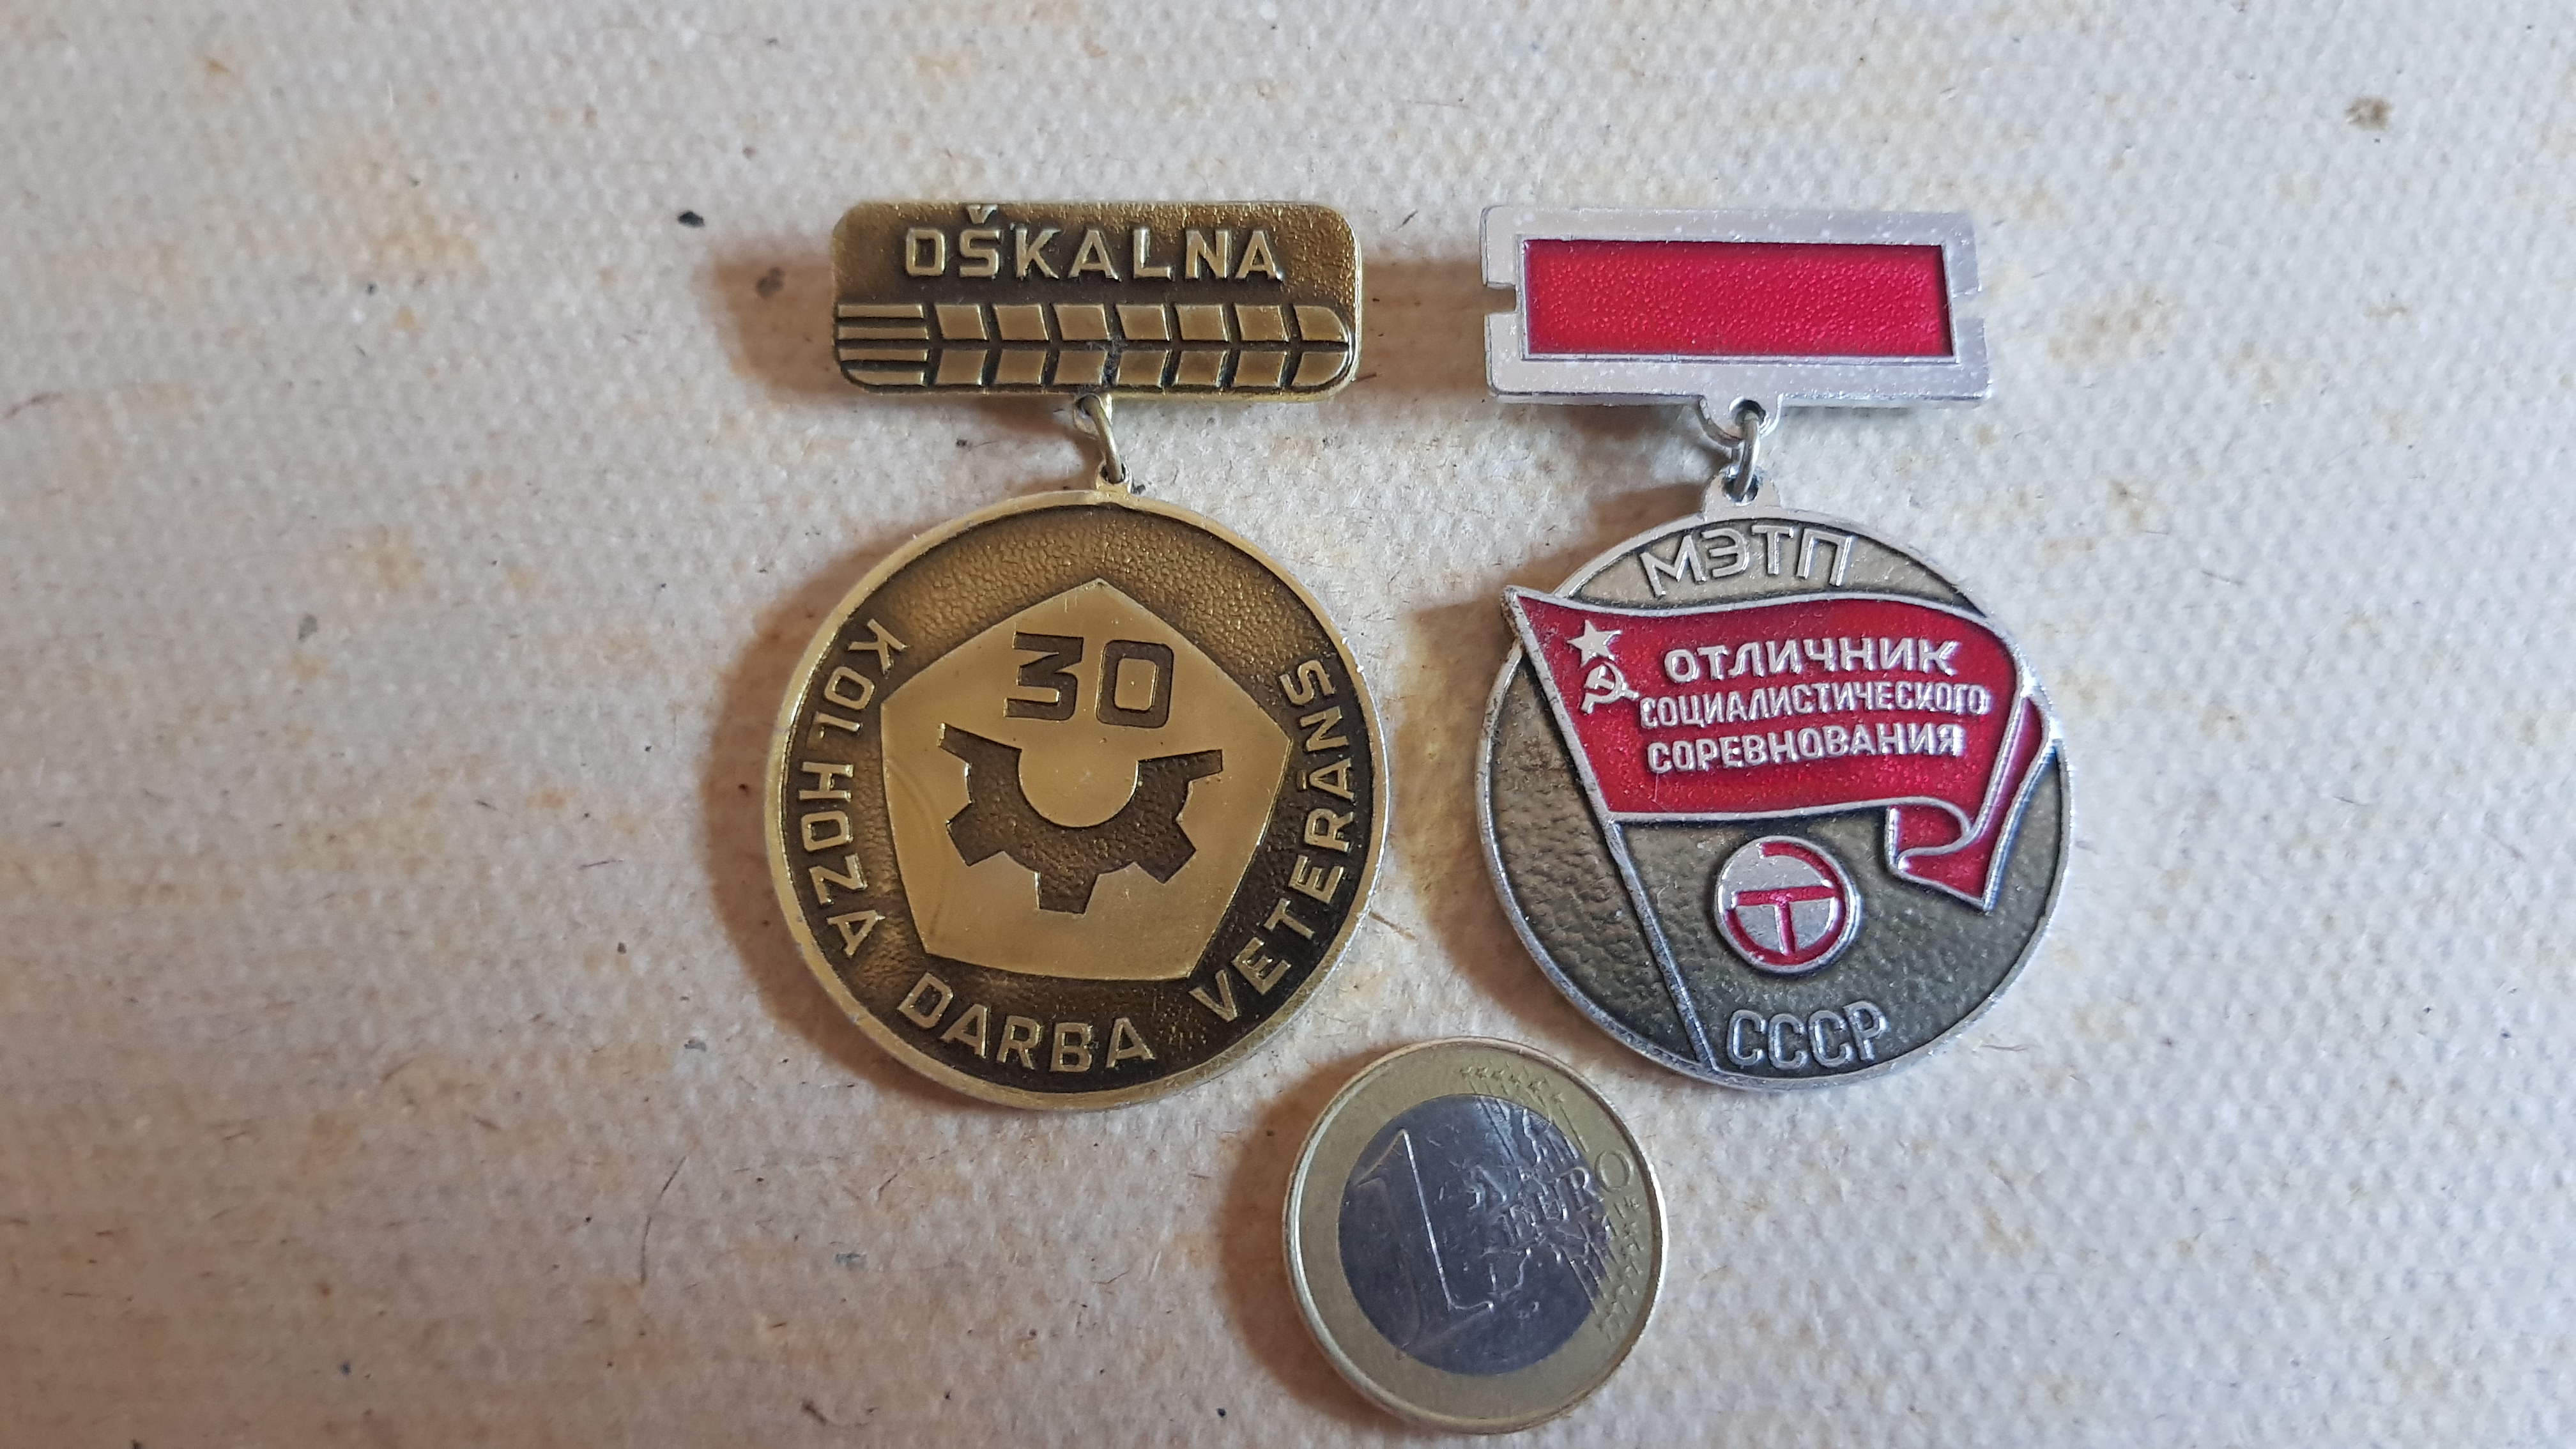 OŠKALNA
30
KOLHOZA DARBA VETERĀNS
МЭТП
ОТЛИЧНИК
СОЦИАЛИСТИЧЕСКОГО
СОРЕВНОВАНИЯ
Т
СССР
1
EURO